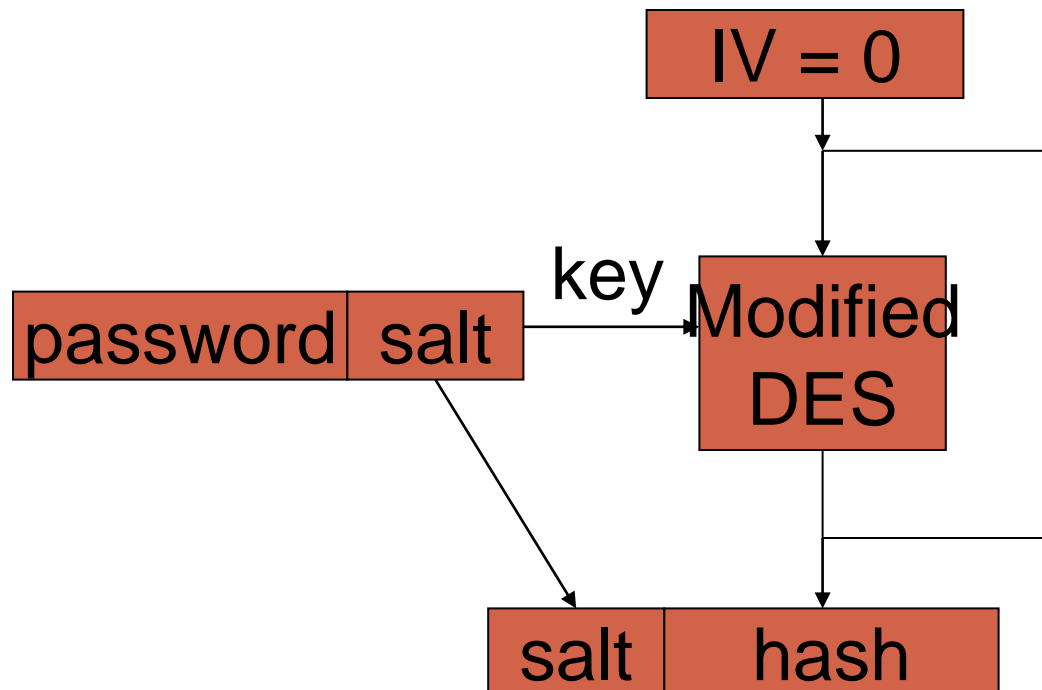 IV = 0
key
password salt
Modified
DES
salt hash